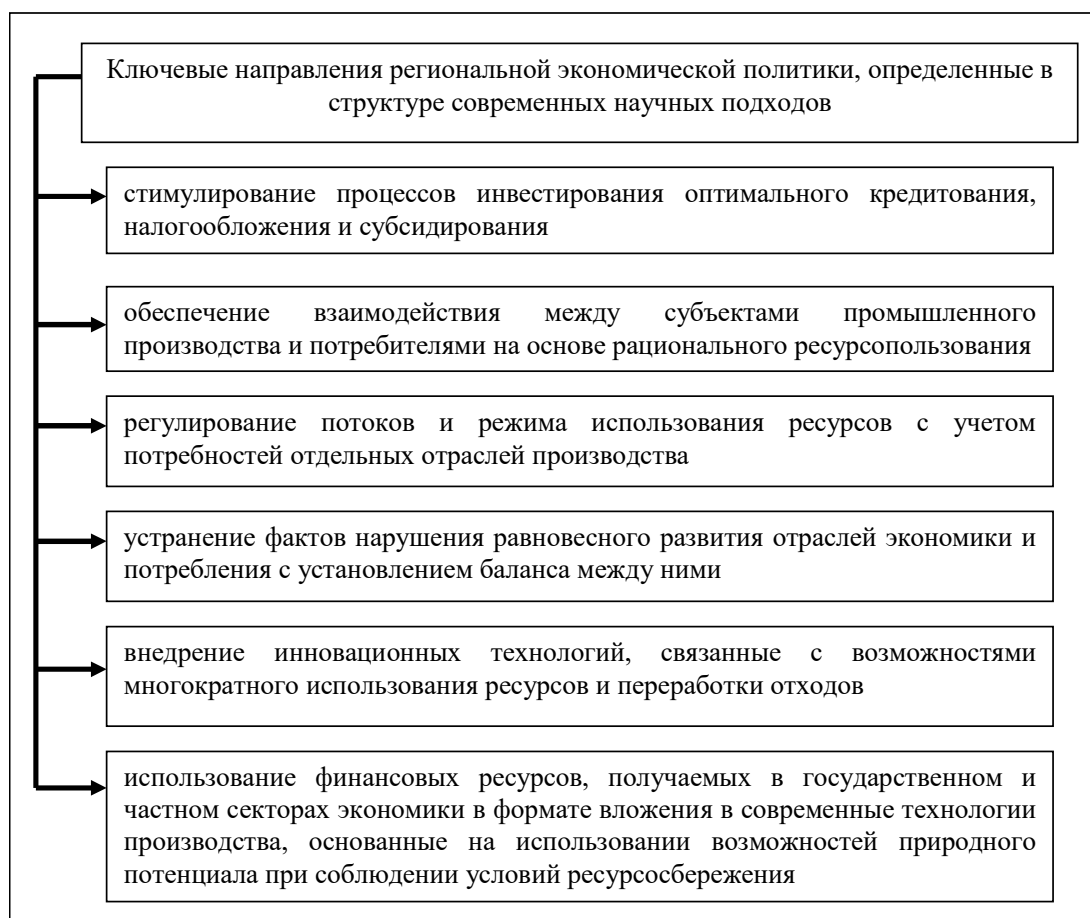 Ключевые направления региональной экономической политики, определенные в
структуре современных научных подходов
стимулирование процессов инвестирования оптимального кредитования,
налогообложения и субсидирования
обеспечение взаимодействия между субъектами промышленного
производства и потребителями на основе рационального ресурсопользования
регулирование потоков и режима использования ресурсов с учетом
потребностей отдельных отраслей производства
устранение фактов нарушения равновесного развития отраслей экономики и
потребления с установлением баланса между ними
внедрение инновационных технологий, связанные с возможностями
многократного использования ресурсов и переработки отходов
использование финансовых ресурсов, получаемых в государственном и
частном секторах экономики в формате вложения в современные технологии
производства, основанные на использовании возможностей природного
потенциала при соблюдении условий ресурсосбережения